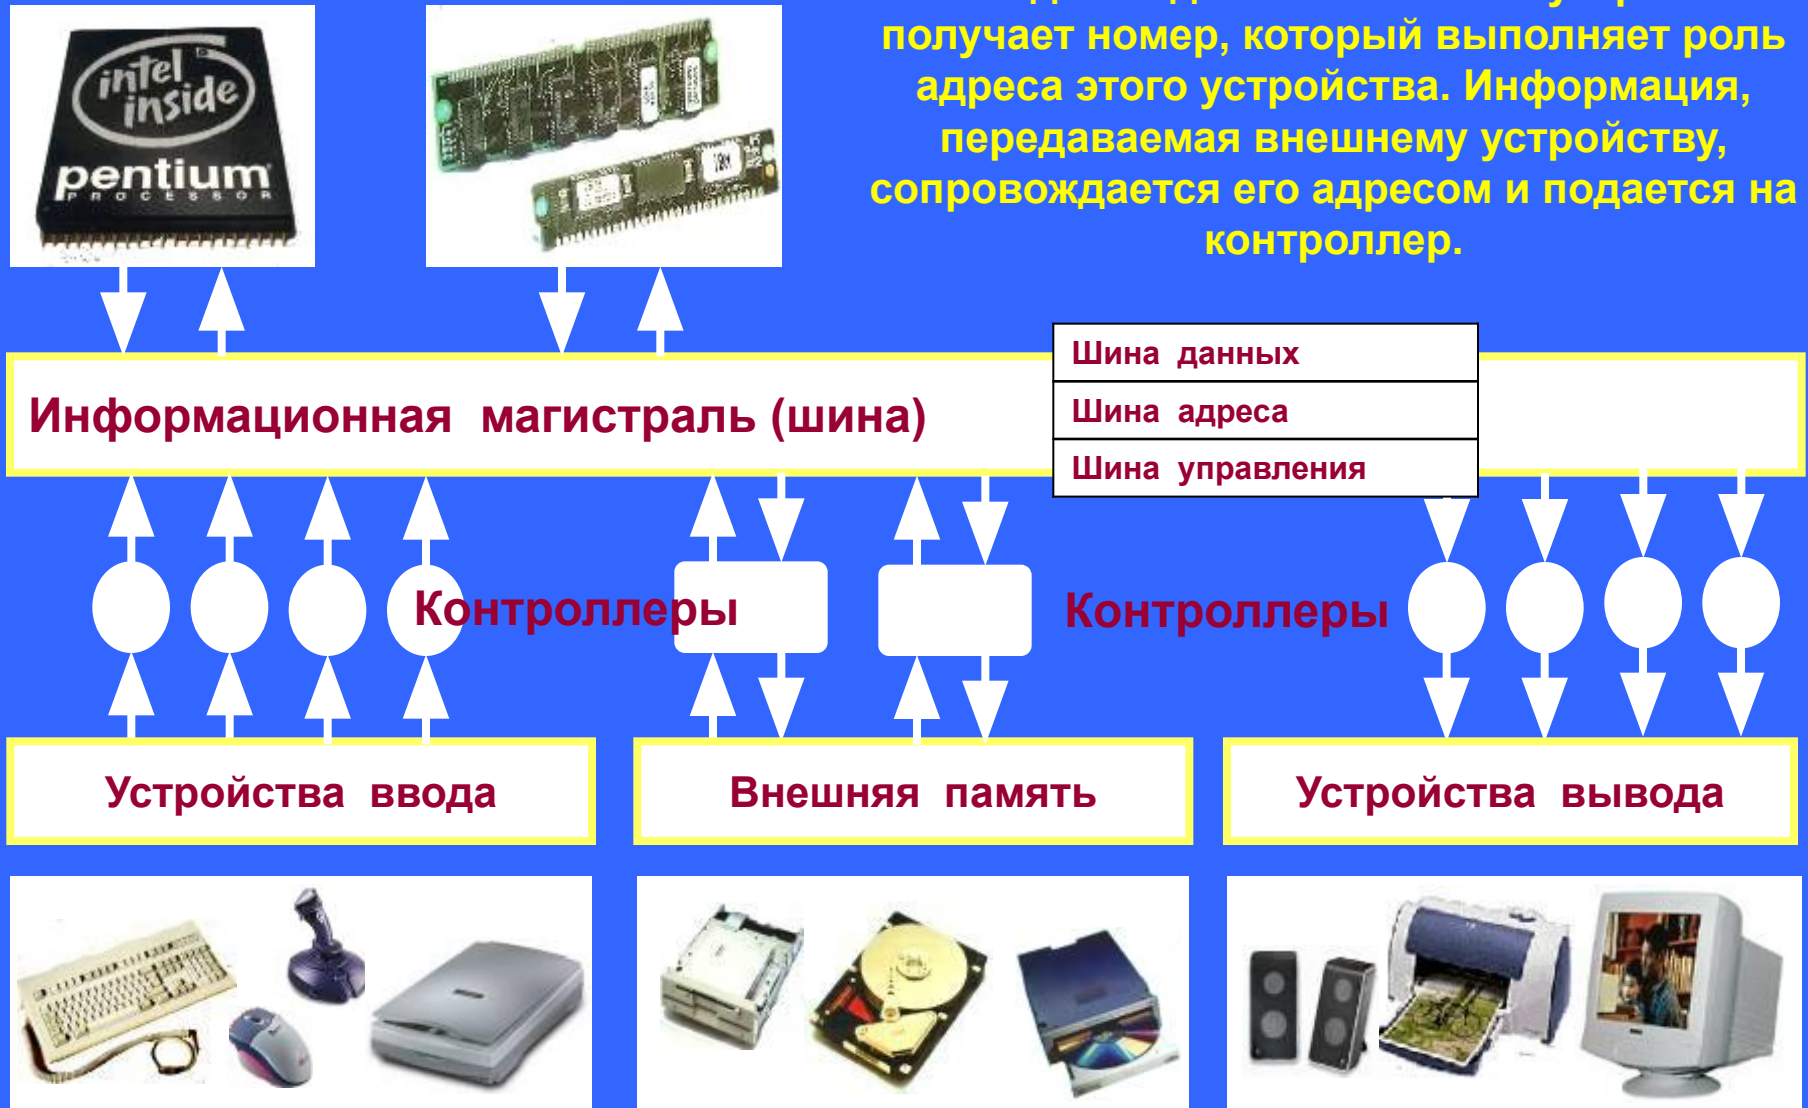 получает номер, который выполняет роль
адреса этого устройства. Информация,
передаваемая внешнему устройству,
сопровождается его адресом и подается на
контроллер.
intel
inside
pentium
PROCESSOR
IBM
Шина данных
Информационная магистраль (шина)
Шина адреса
Шина управления
Контроллеры
Контроллеры
Устройства ввода
Внешняя память
Устройства вывода